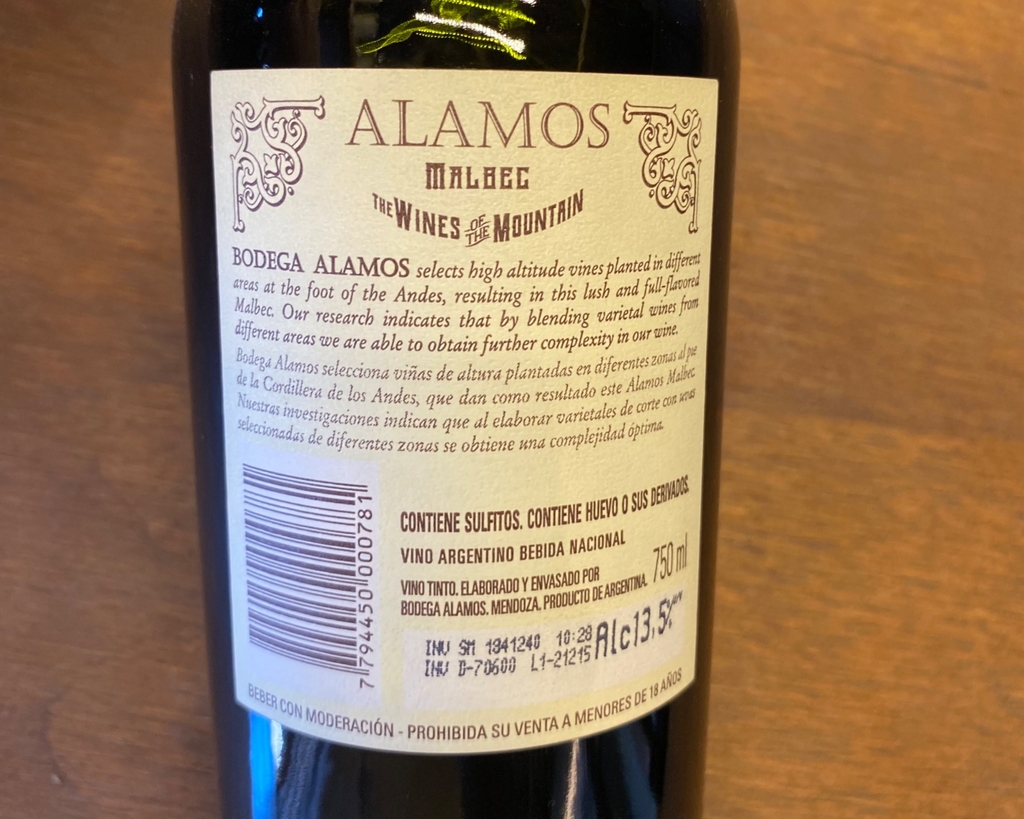 ALAMOS
MALBEC
THE WINES OF THE MOUNTAIN
BODEGA ALAMOS selects high altitude vines planted in different
areas at the foot of the Andes, resulting in this lush and full-flavored
Malbec. Our research indicates that by blending varietal wines from
different areas we are able to obtain further complexity in our wine.
Bodega Alamos selecciona viñas de altura plantadas en diferentes zonas al pie
de la Cordillera de los Andes, que dan como resultado este Alamos Malbec.
Nuestras investigaciones indican que al elaborar varietales de corte con uvas
seleccionadas de diferentes zonas se obtiene una complejidad óptima.
7 794450 000781
CONTIENE SULFITOS. CONTIENE HUEVO O SUS DERIVADOS.
VINO ARGENTINO BEBIDA NACIONAL
750 ml
VINO TINTO. ELABORADO Y ENVASADO POR
BODEGA ALAMOS. MENDOZA. PRODUCTO DE ARGENTINA.
INV SM 1341240 10:28
INV D-70600 L1-21215
Alc13,5%
BEBER CON MODERACIÓN - PROHIBIDA SU VENTA A MENORES DE 18 AÑOS